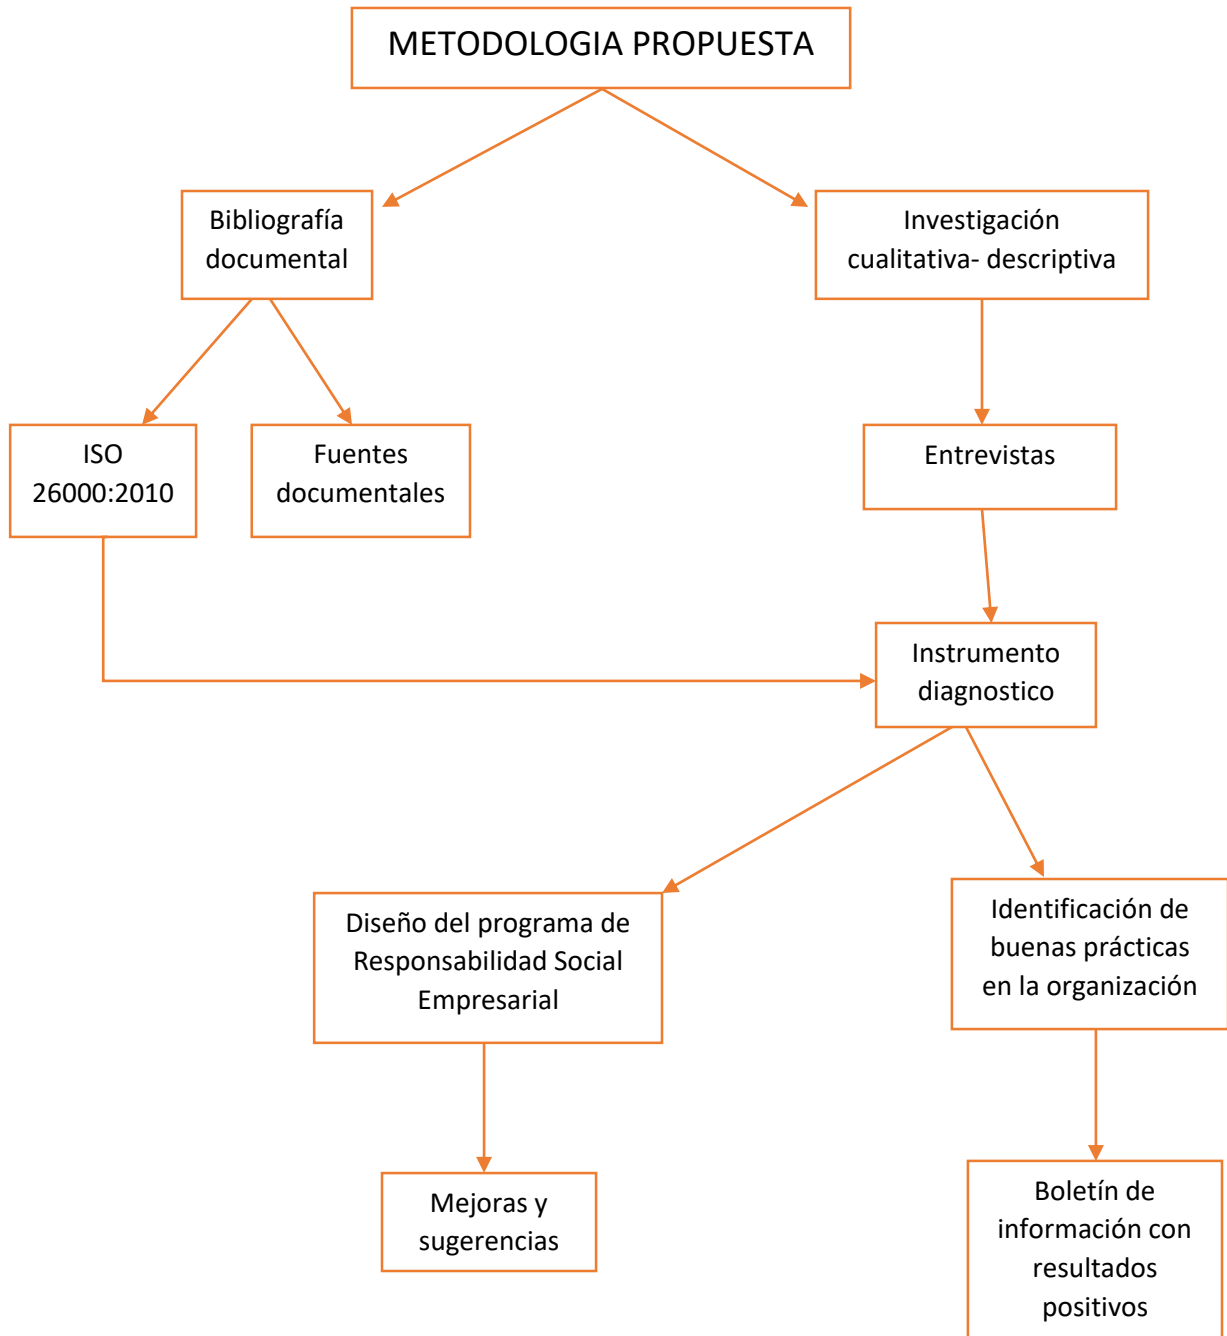 METODOLOGIA PROPUESTA
Bibliografía
documental
Investigación
cualitativa- descriptiva
ISO
26000:2010
Fuentes
documentales
Entrevistas
Instrumento
diagnostico
Diseño del programa de
Responsabilidad Social
Empresarial
Identificación de
buenas prácticas
en la organización
Mejoras y
sugerencias
Boletín de
información con
resultados
positivos